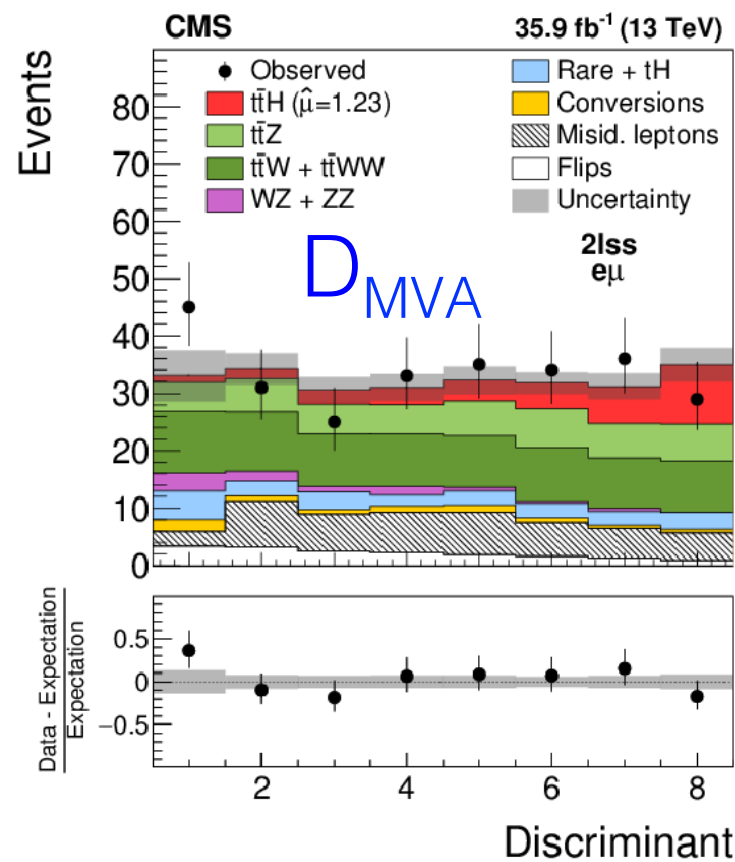 CMS 35.9 fb⁻¹ (13 TeV)
Events
Observed
tt̄H (μ̂=1.23)
tt̄Z
tt̄W + tt̄WW
WZ + ZZ
Rare + tH
Conversions
Misid. leptons
Flips
Uncertainty
2lss
eμ
D_MVA
80
70
60
50
40
30
20
10
0
Data - Expectation
Expectation
0.5
0
−0.5
2 4 6 8
Discriminant